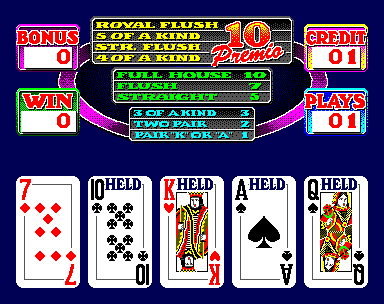 BONUS
0
ROYAL FLUSH
5 OF A KIND
STR. FLUSH
4 OF A KIND
10
Premio
CREDIT
01
WIN
0
FULL HOUSE 10
FLUSH 7
STRAIGHT 5
PLAYS
01
3 OF A KIND 3
TWO PAIR 2
PAIR "K" OR "A" 1
7
7
10 HELD
10
K HELD
K
A HELD
A
Q HELD
Q